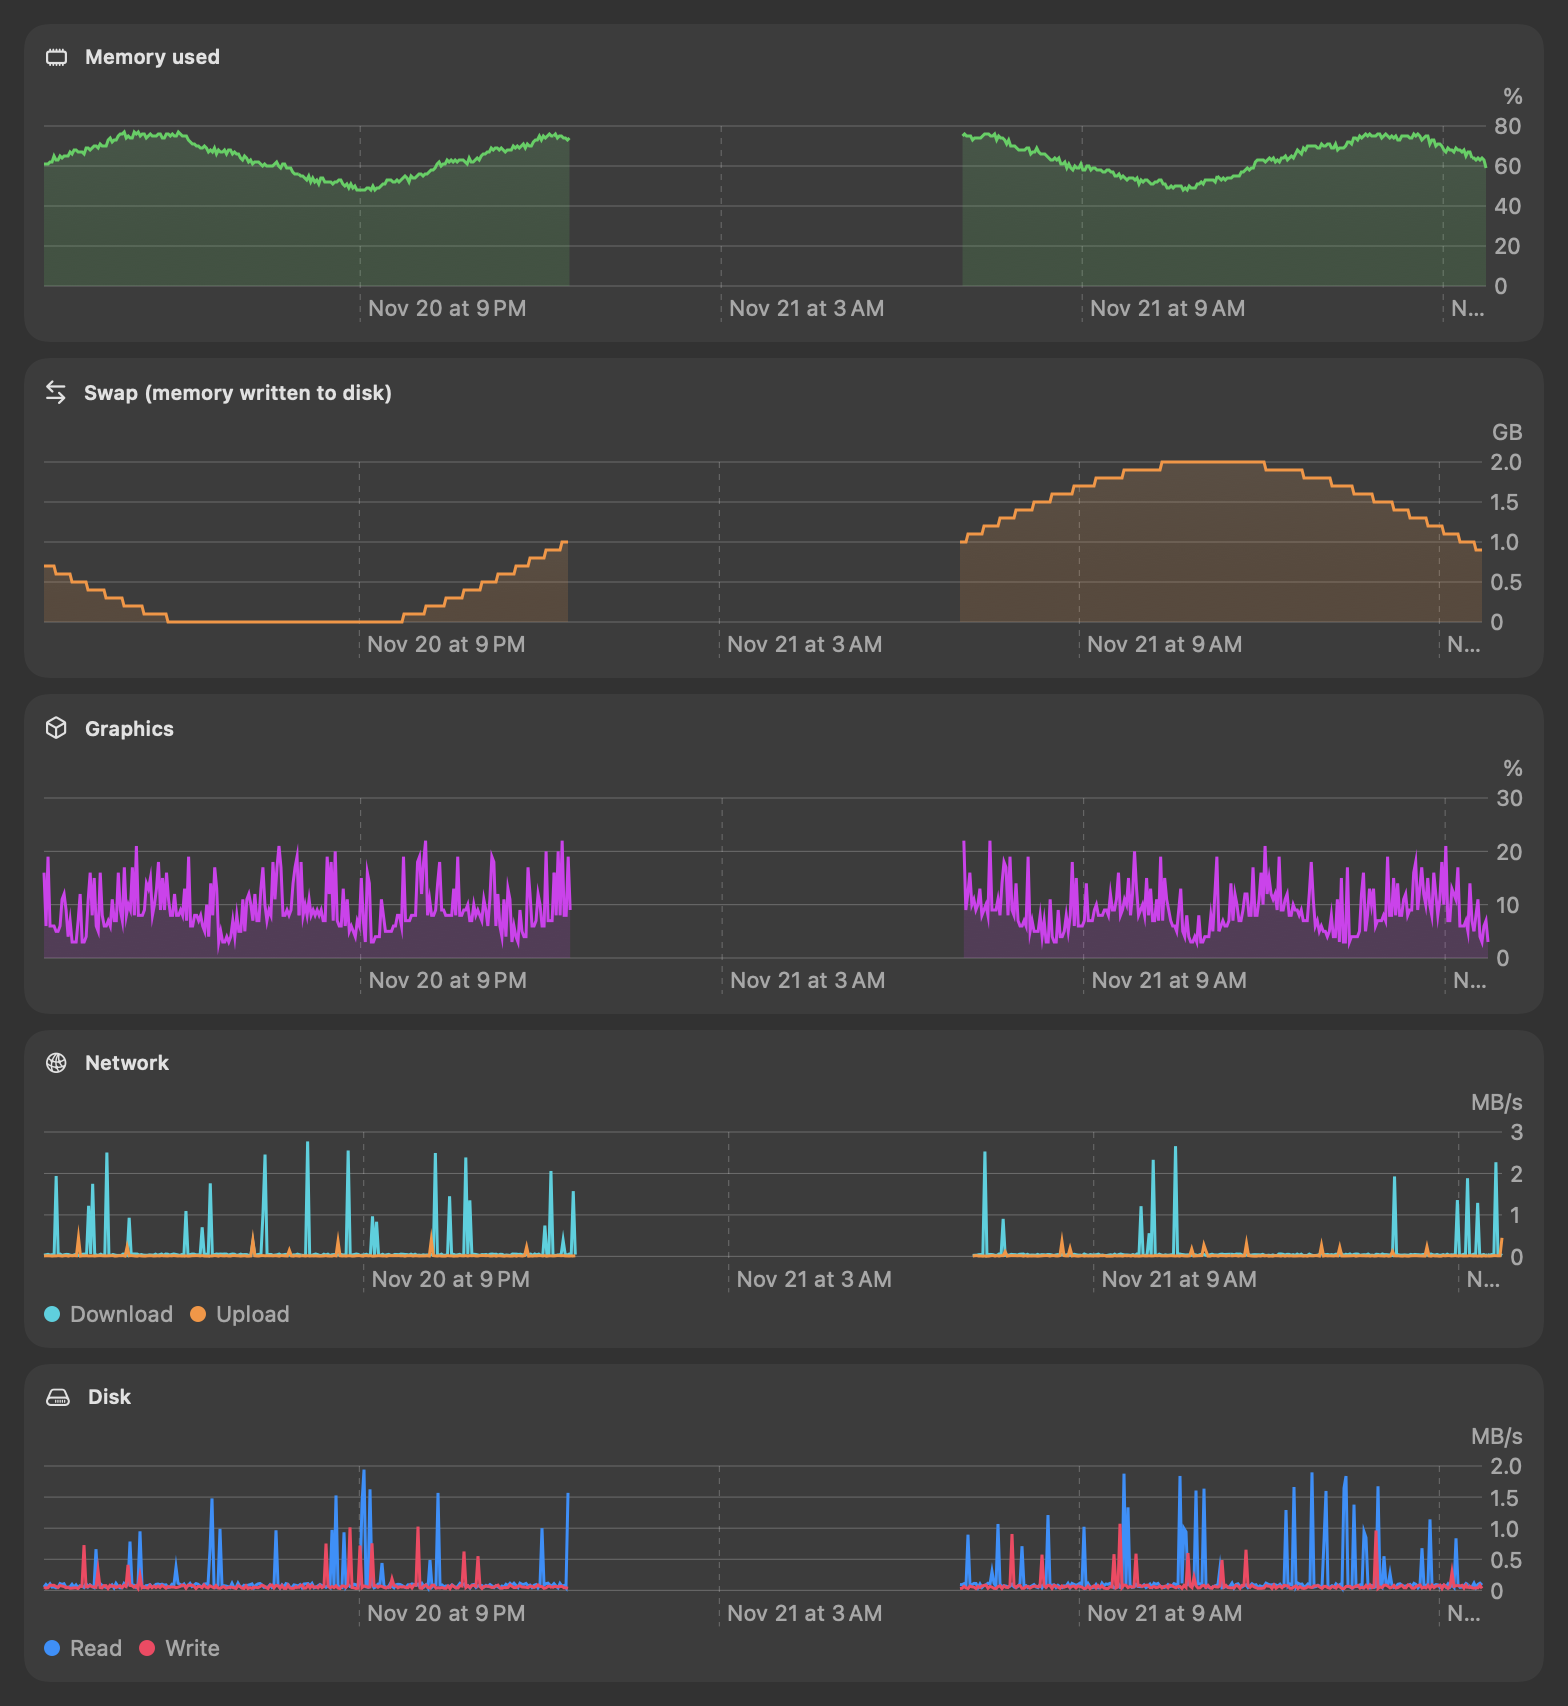 Memory used
%
80
60
40
20
0
Nov 20 at 9 PM Nov 21 at 3 AM Nov 21 at 9 AM N...
Swap (memory written to disk)
GB
2.0
1.5
1.0
0.5
0
Nov 20 at 9 PM Nov 21 at 3 AM Nov 21 at 9 AM N...
Graphics
%
30
20
10
0
Nov 20 at 9 PM Nov 21 at 3 AM Nov 21 at 9 AM N...
Network
MB/s
3
2
1
0
Nov 20 at 9 PM Nov 21 at 3 AM Nov 21 at 9 AM N...
Download Upload
Disk
MB/s
2.0
1.5
1.0
0.5
0
Nov 20 at 9 PM Nov 21 at 3 AM Nov 21 at 9 AM N...
Read Write